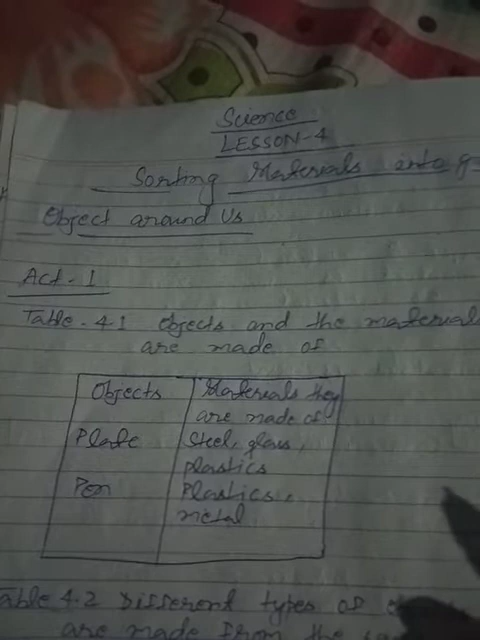 Science
LESSON-4
Sorting Materials into g
Object around Us
Act-1
Table-4.1 Objects and the material
are made of
Objects
Materials they
are made of
Plate
Steel, glass,
plastics
Pen
Plastics,
metal
Table 4.2 Different types of
are made from the